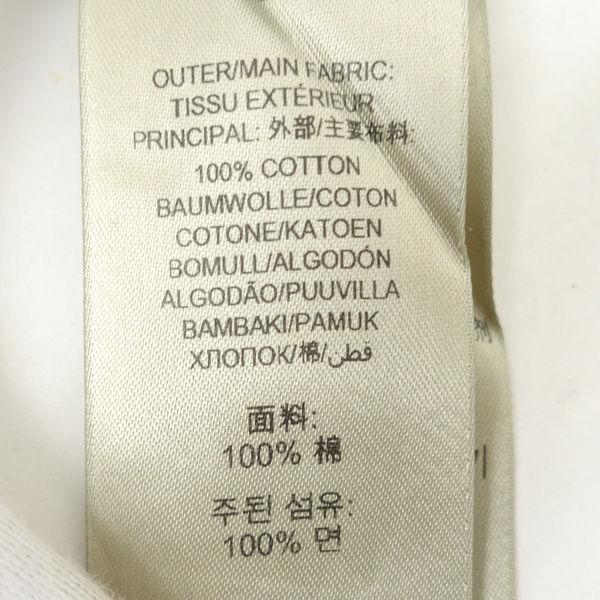 OUTER/MAIN FABRIC:
TISSU EXTÉRIEUR
PRINCIPAL: 外部/主要布料:
100% COTTON
BAUMWOLLE/COTON
COTONE/KATOEN
BOMULL/ALGODÓN
ALGODÃO/PUUVILLA
BAMBAKI/PAMUK
ХЛОПОК/棉/قطن
面料:
100% 棉
주된 섬유:
100% 면